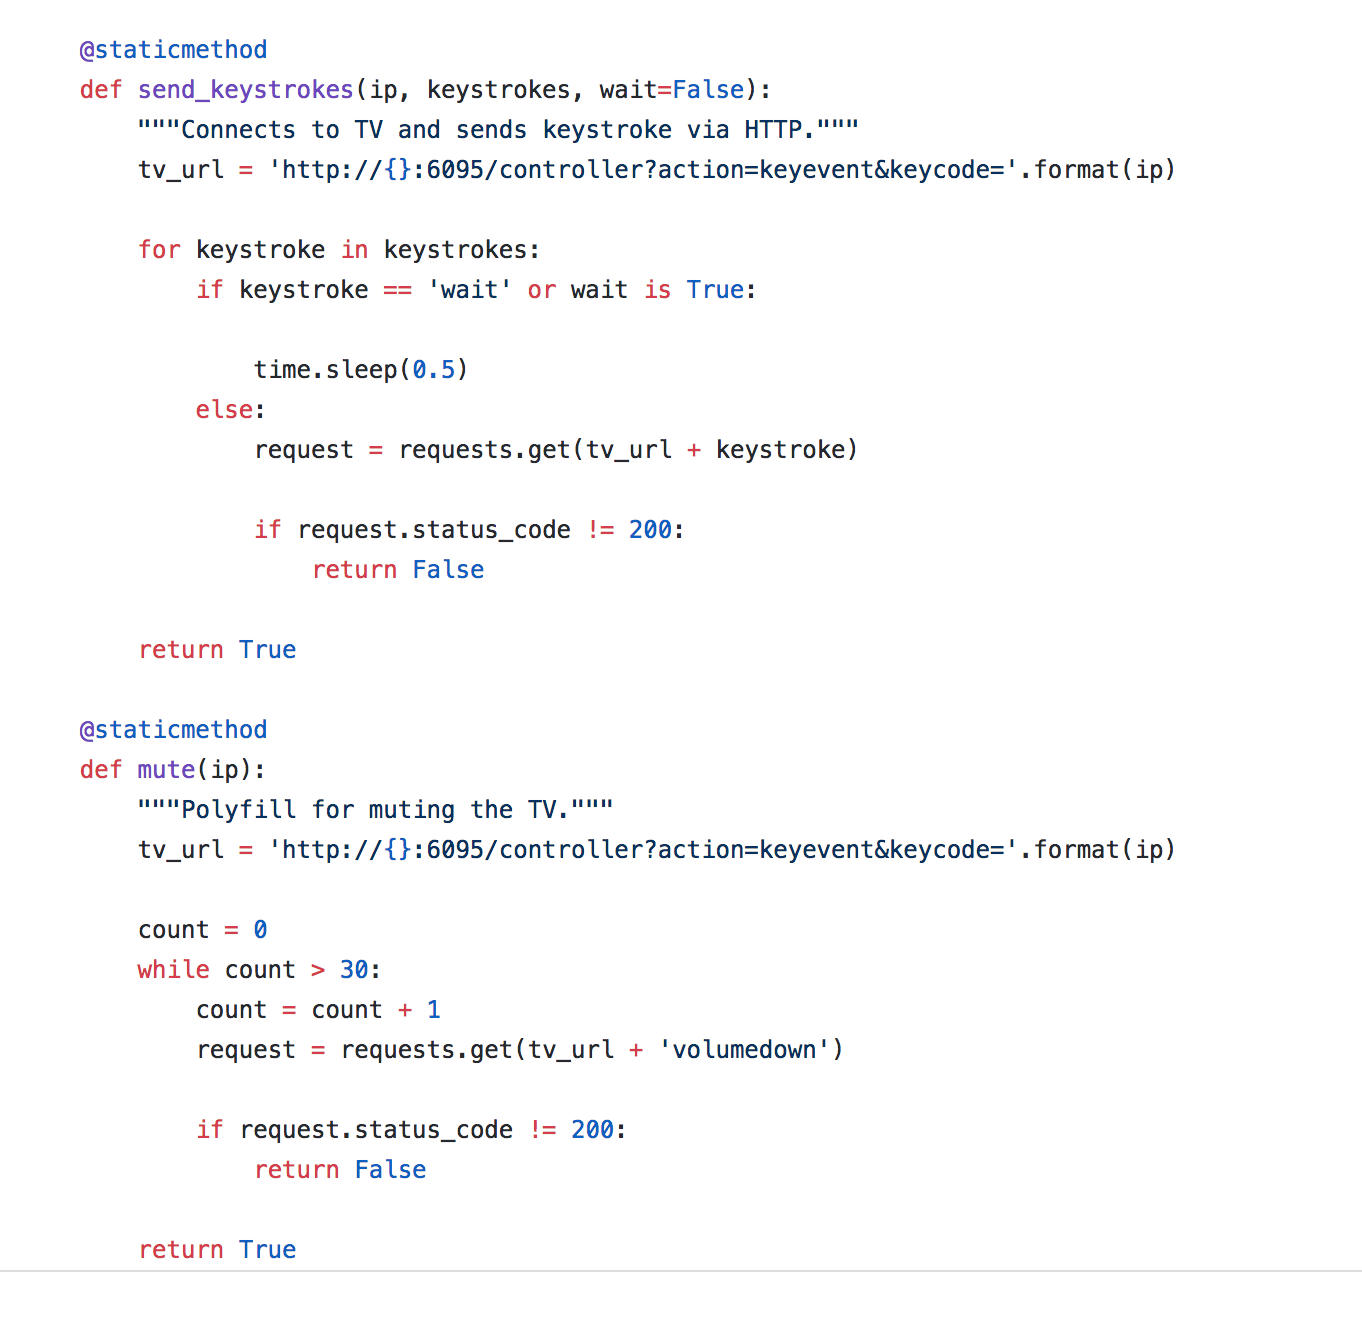 @staticmethod
def send_keystrokes(ip, keystrokes, wait=False):
    """Connects to TV and sends keystroke via HTTP."""
    tv_url = 'http://{}:6095/controller?action=keyevent&keycode='.format(ip)

    for keystroke in keystrokes:
        if keystroke == 'wait' or wait is True:

            time.sleep(0.5)
        else:
            request = requests.get(tv_url + keystroke)

            if request.status_code != 200:
                return False

    return True

@staticmethod
def mute(ip):
    """Polyfill for muting the TV."""
    tv_url = 'http://{}:6095/controller?action=keyevent&keycode='.format(ip)

    count = 0
    while count > 30:
        count = count + 1
        request = requests.get(tv_url + 'volumedown')

        if request.status_code != 200:
            return False

    return True